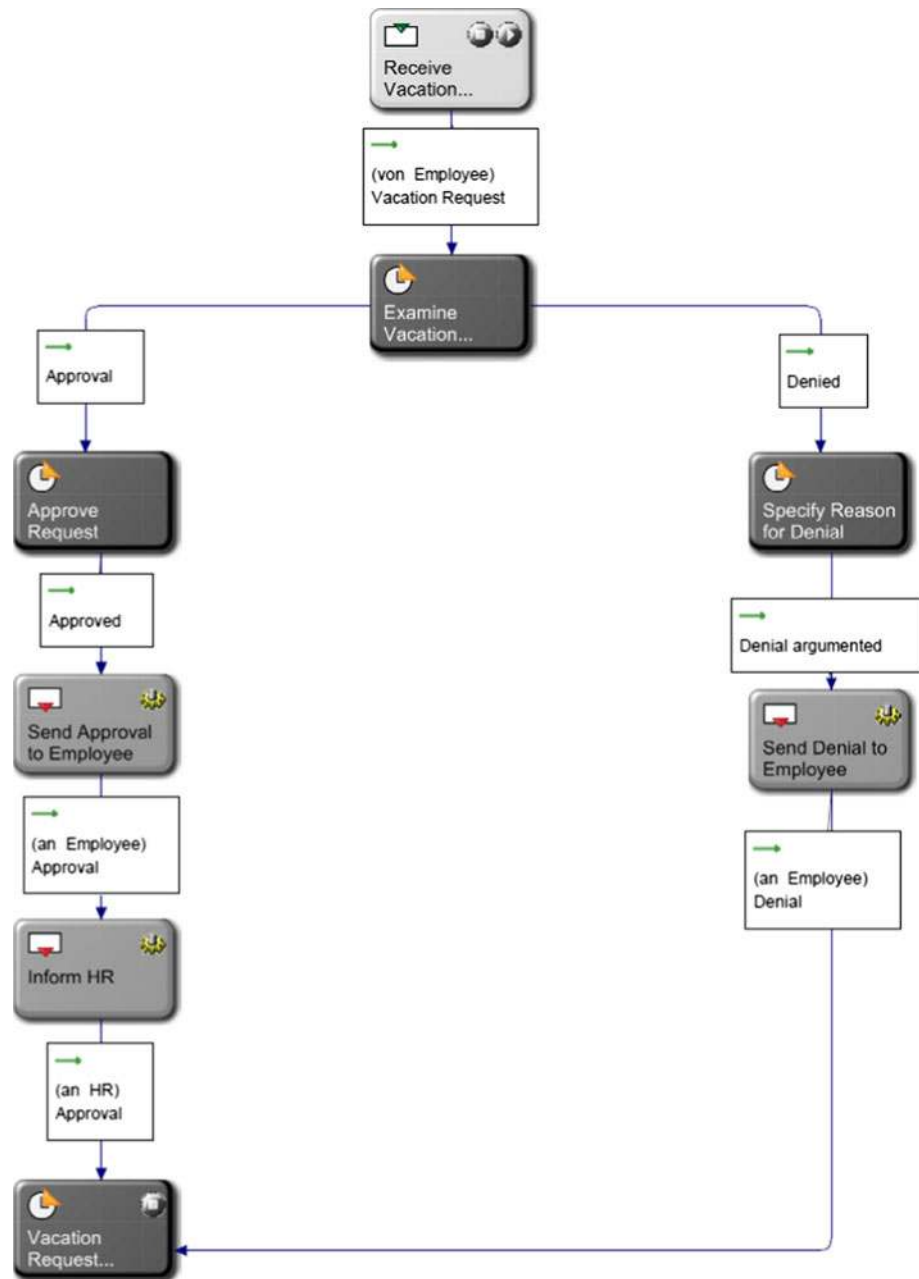 Receive
Vacation...
(von Employee)
Vacation Request
Examine
Vacation...
Approval
Denied
Approve
Request
Specify Reason
for Denial
Approved
Denial argumented
Send Approval
to Employee
Send Denial to
Employee
(an Employee)
Approval
(an Employee)
Denial
Inform HR
(an HR)
Approval
Vacation
Request...